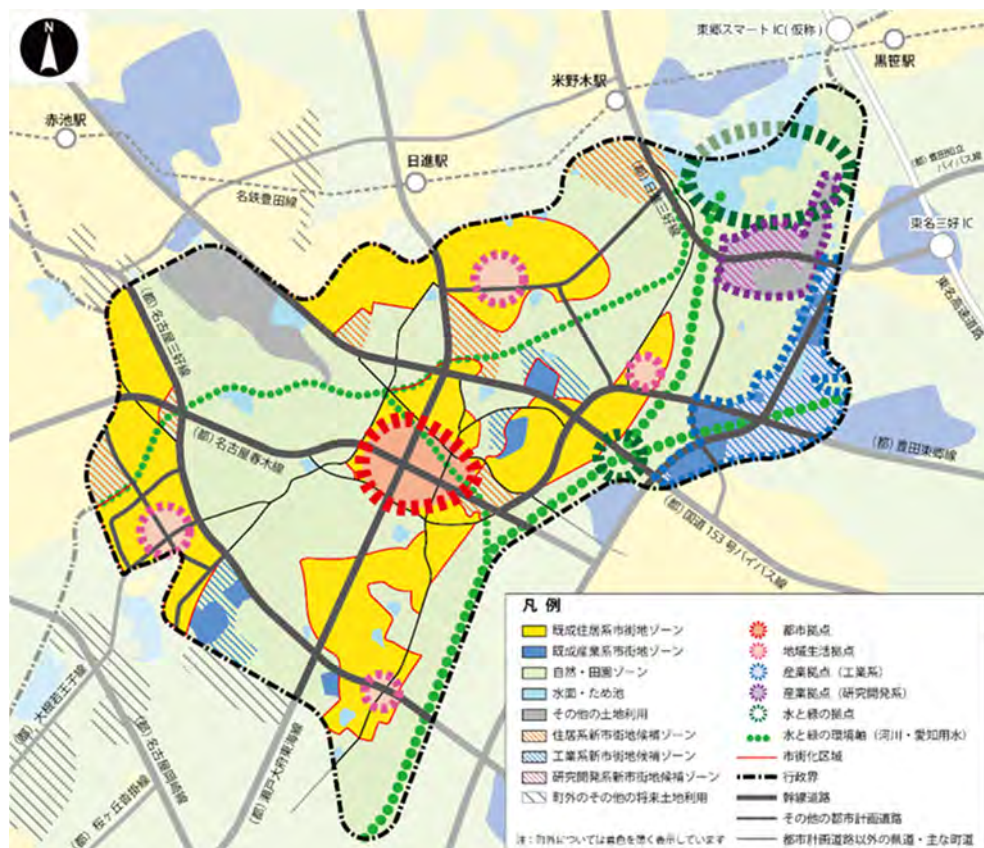 N
東郷スマートIC(仮称)
黒笹駅
米野木駅
赤池駅
日進駅
名鉄豊田線
(都)豊田知立
バイパス線
東名三好IC
東名高速道路
(都)名古屋三好線
(都)名古屋春木線
(都)豊田東郷線
(都)国道153号バイパス線
(都)大根若王子線
(都)名古屋岡崎線
(都)桜ヶ丘沓掛線
(都)瀬戸大府東海線
凡例
既成住居系市街地ゾーン
既成産業系市街地ゾーン
自然・田園ゾーン
水面・ため池
その他の土地利用
住居系新市街地候補ゾーン
工業系新市街地候補ゾーン
研究開発系新市街地候補ゾーン
町外のその他の将来土地利用
注:町外については着色を薄く表示しています
都市拠点
地域生活拠点
産業拠点(工業系)
産業拠点(研究開発系)
水と緑の拠点
水と緑の環境軸(河川・愛知用水)
市街化区域
行政界
幹線道路
その他の都市計画道路
都市計画道路以外の県道・主な町道